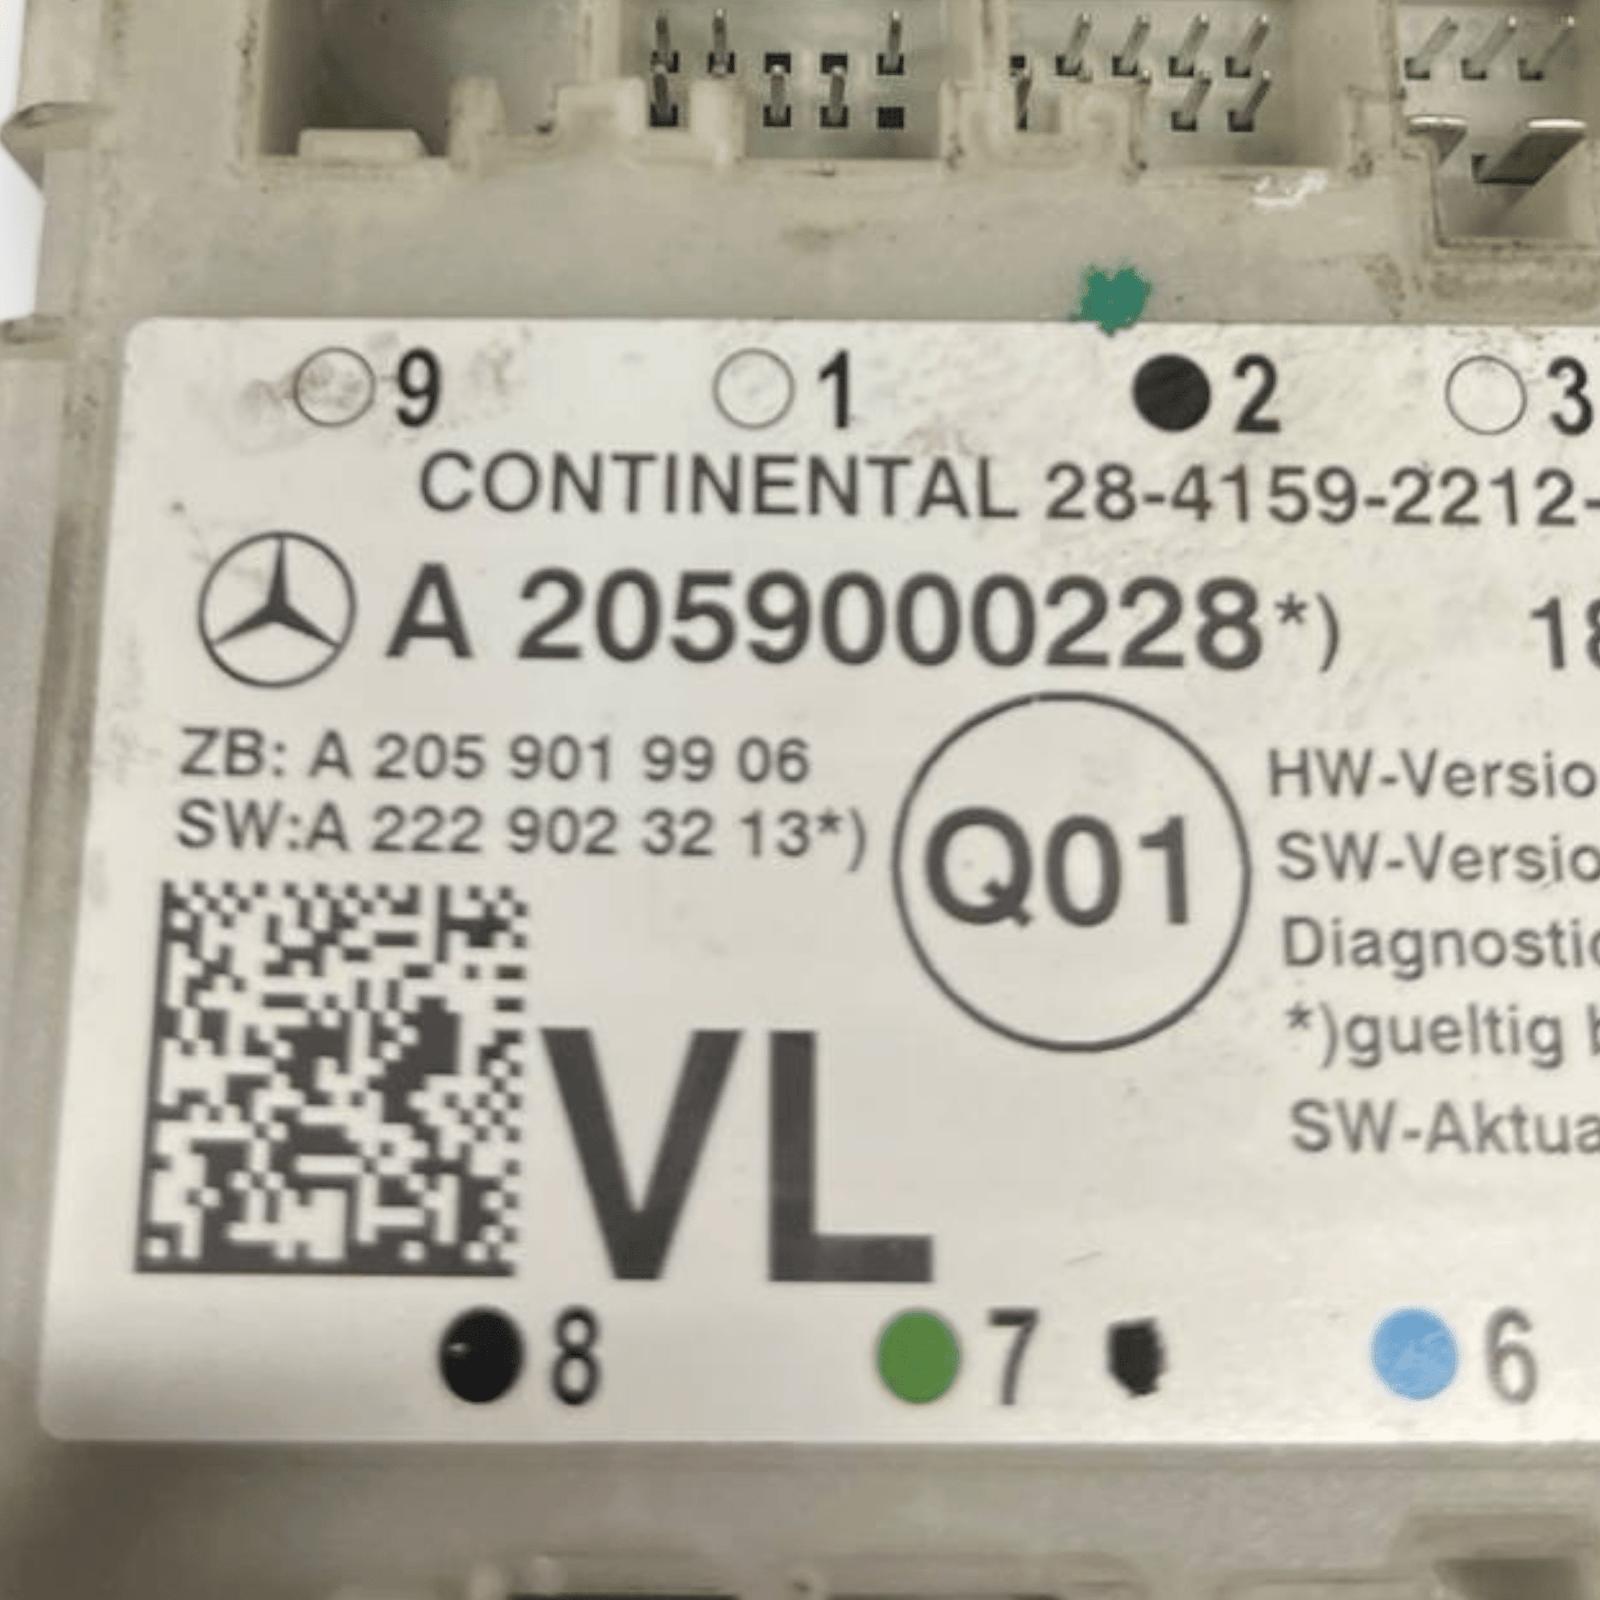 9 1 2 3
CONTINENTAL 28-4159-2212-
A 2059000228*) 18
ZB: A 205 901 99 06
SW:A 222 902 32 13*)
Q01
HW-Versio
SW-Versio
Diagnostic
*)gueltig b
SW-Aktua
VL
8 7 6